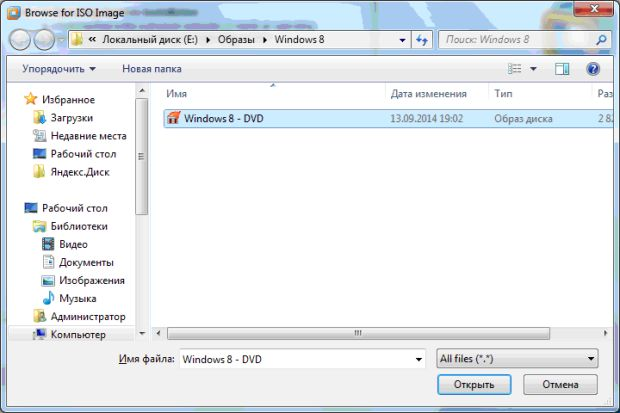 Browse for ISO Image
« Локальный диск (E:) ▸ Образы ▸ Windows 8
Поиск: Windows 8
Упорядочить
Новая папка
Имя
Дата изменения
Тип
Раз
Windows 8 - DVD
13.09.2014 19:02
Образ диска
2 82
Избранное
Загрузки
Недавние места
Рабочий стол
Яндекс.Диск
Рабочий стол
Библиотеки
Видео
Документы
Изображения
Музыка
Администратор
Компьютер
Имя файла:
Windows 8 - DVD
All files (*.*)
Открыть
Отмена